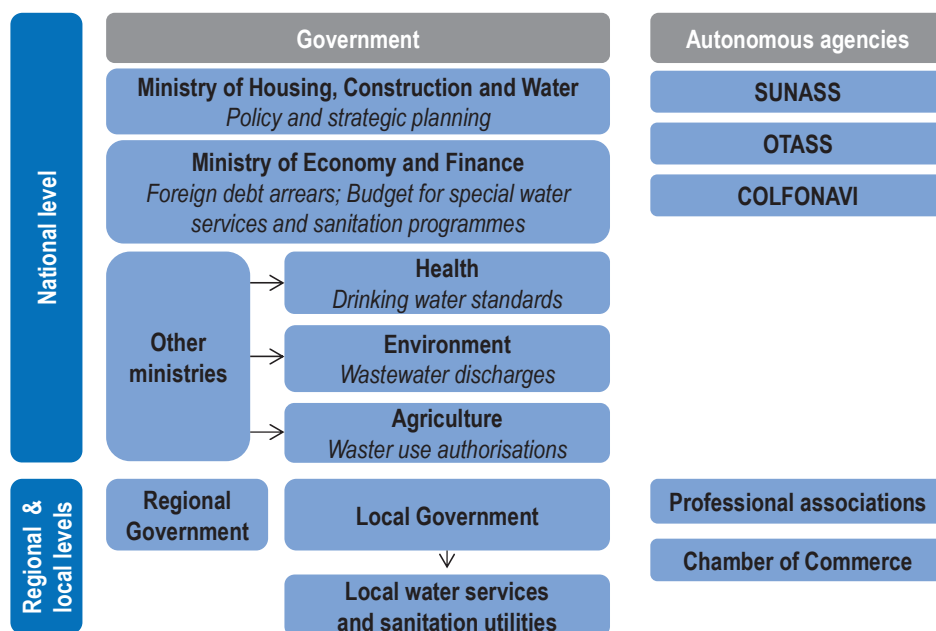 Government
Autonomous agencies
National level
Ministry of Housing, Construction and Water
Policy and strategic planning
SUNASS
Ministry of Economy and Finance
Foreign debt arrears; Budget for special water
services and sanitation programmes
OTASS
COLFONAVI
Other
ministries
Health
Drinking water standards
Environment
Wastewater discharges
Agriculture
Waster use authorisations
Regional &
local levels
Regional
Government
Local Government
Local water services
and sanitation utilities
Professional associations
Chamber of Commerce